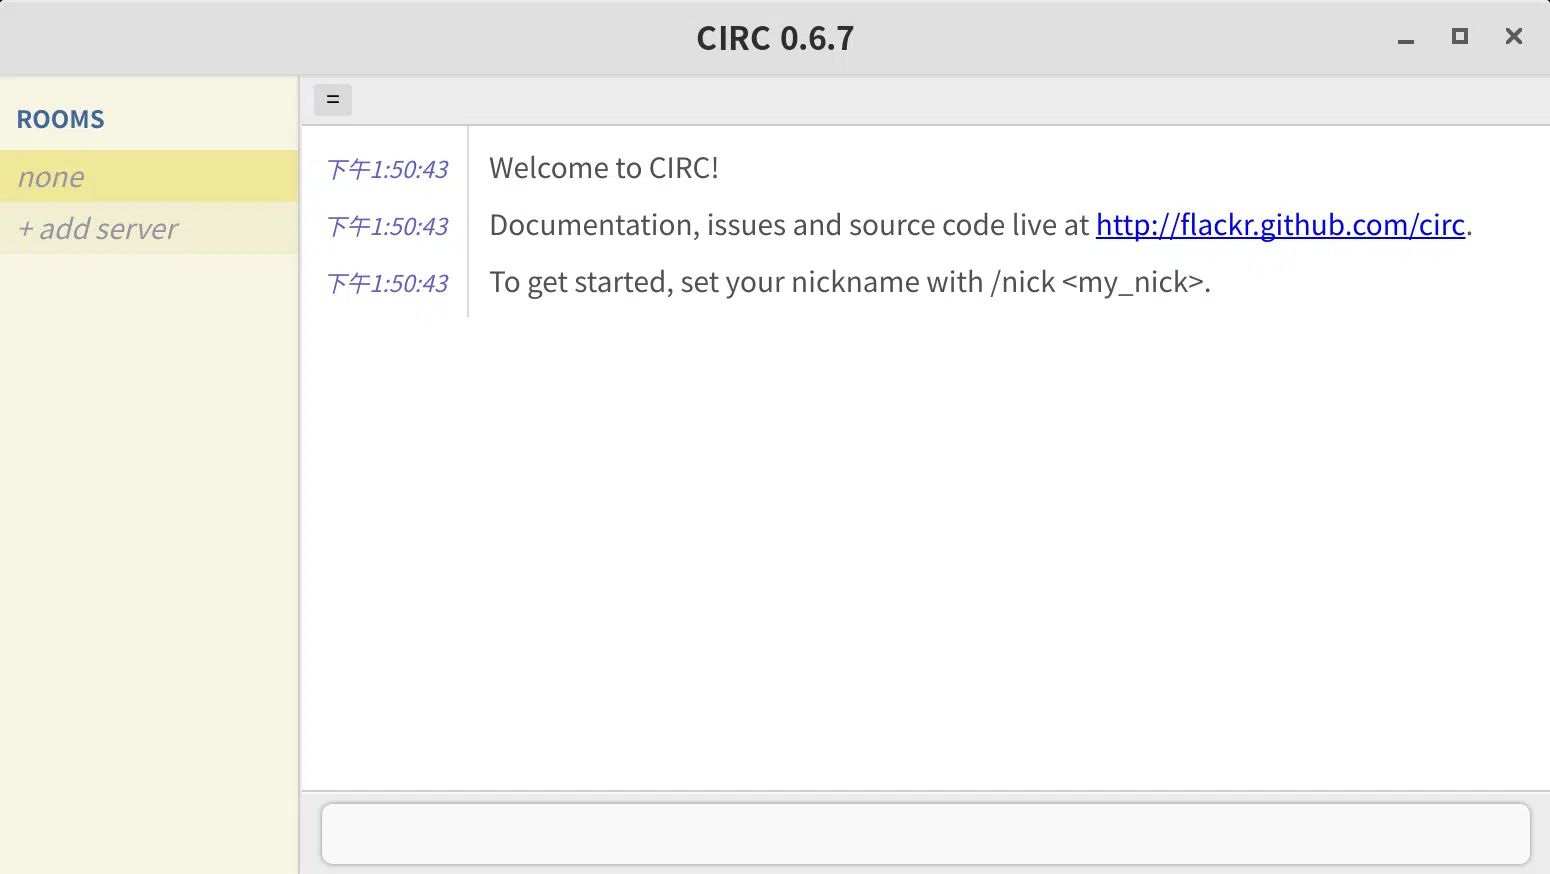 CIRC 0.6.7
ROOMS
none
+ add server
=
下午1:50:43 Welcome to CIRC!
下午1:50:43 Documentation, issues and source code live at http://flackr.github.com/circ.
下午1:50:43 To get started, set your nickname with /nick <my_nick>.